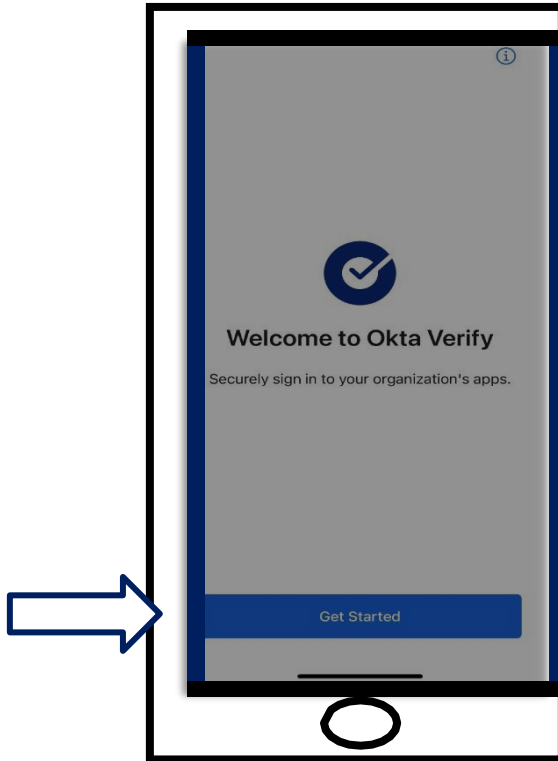 Welcome to Okta Verify
Securely sign in to your organization's apps.
Get Started